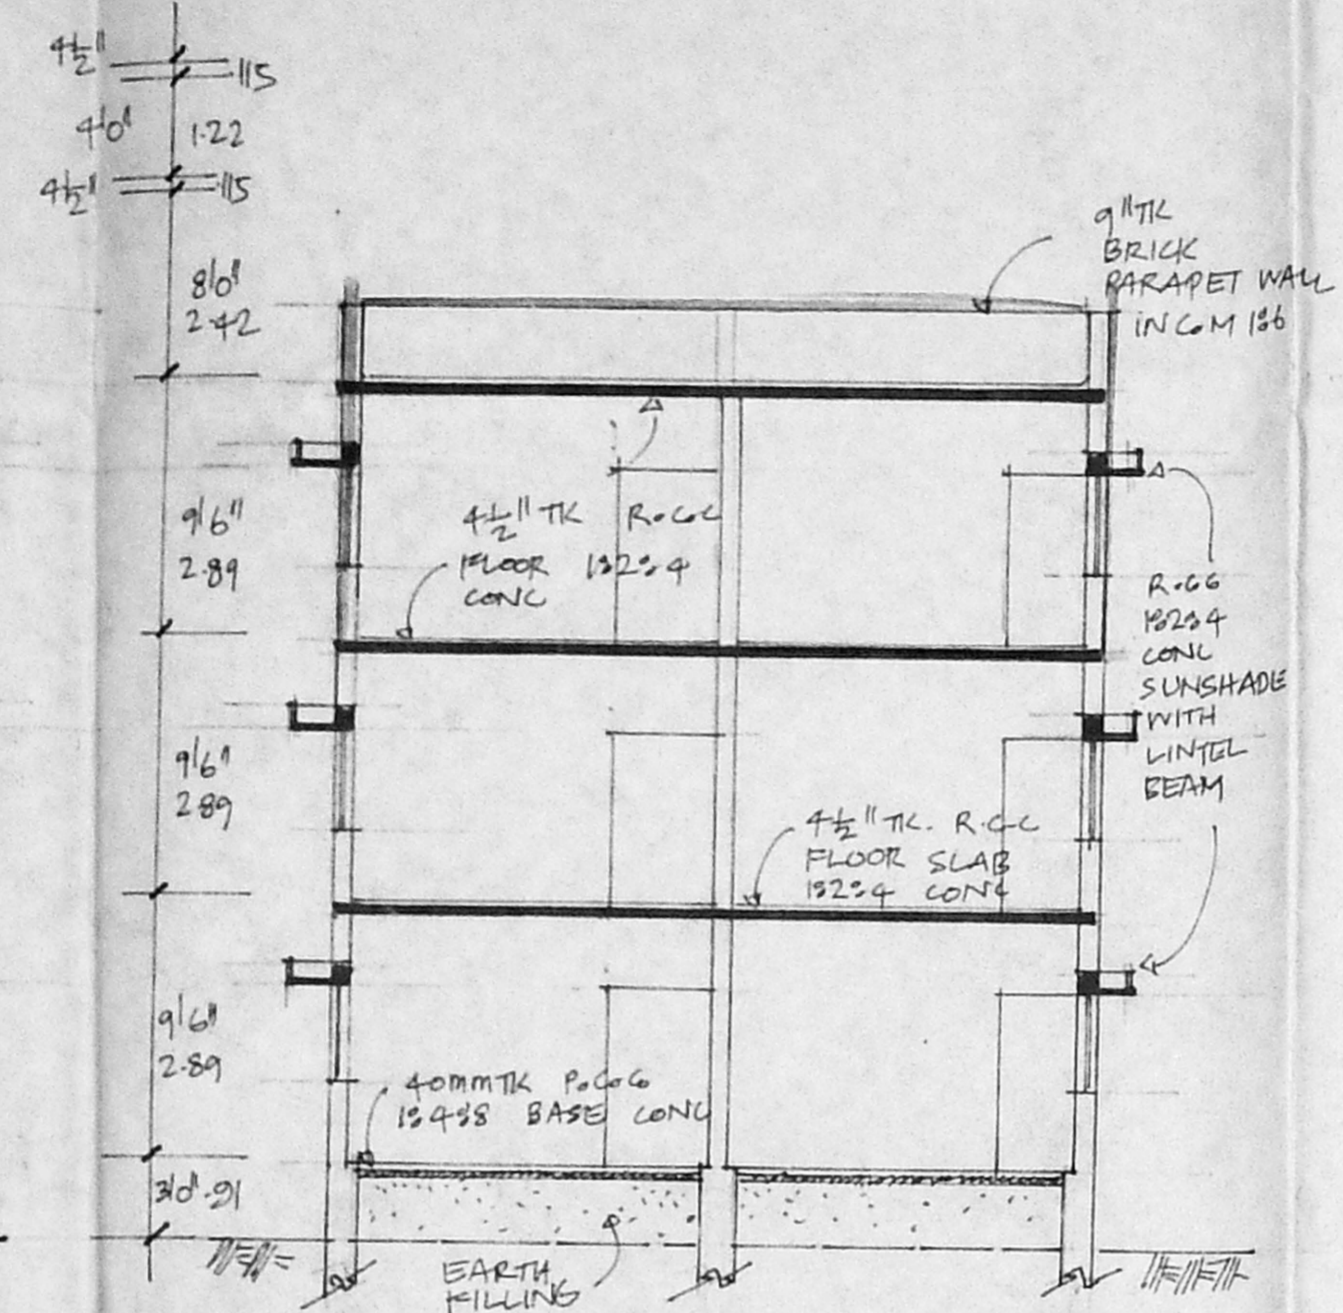 4½"
115
4'0" 1.22
4½" 115
8'0"
2.42
9"TK
BRICK
PARAPET WALL
IN C.M 1:6
9'6"
2.89
4½" TK R.C.C
FLOOR 1:2:4
CONC
R.C.C
1:2:4
CONC
SUNSHADE
WITH
LINTEL
BEAM
9'6"
2.89
4½" TK. R.C.C
FLOOR SLAB
1:2:4 CONC
9'6"
2.89
40mmTK P.C.C.
1:4:8 BASE CONC
3'0" .91
EARTH
FILLING